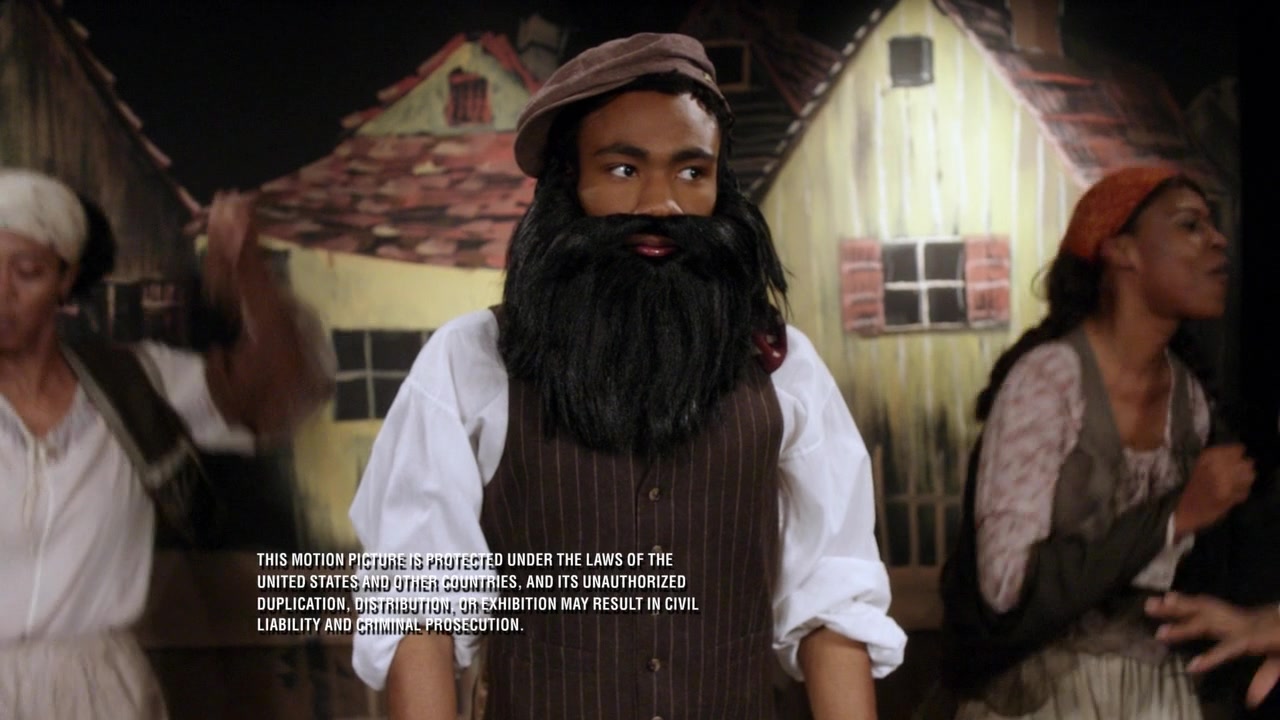 THIS MOTION PICTURE IS PROTECTED UNDER THE LAWS OF THE
UNITED STATES AND OTHER COUNTRIES, AND ITS UNAUTHORIZED
DUPLICATION, DISTRIBUTION, OR EXHIBITION MAY RESULT IN CIVIL
LIABILITY AND CRIMINAL PROSECUTION.